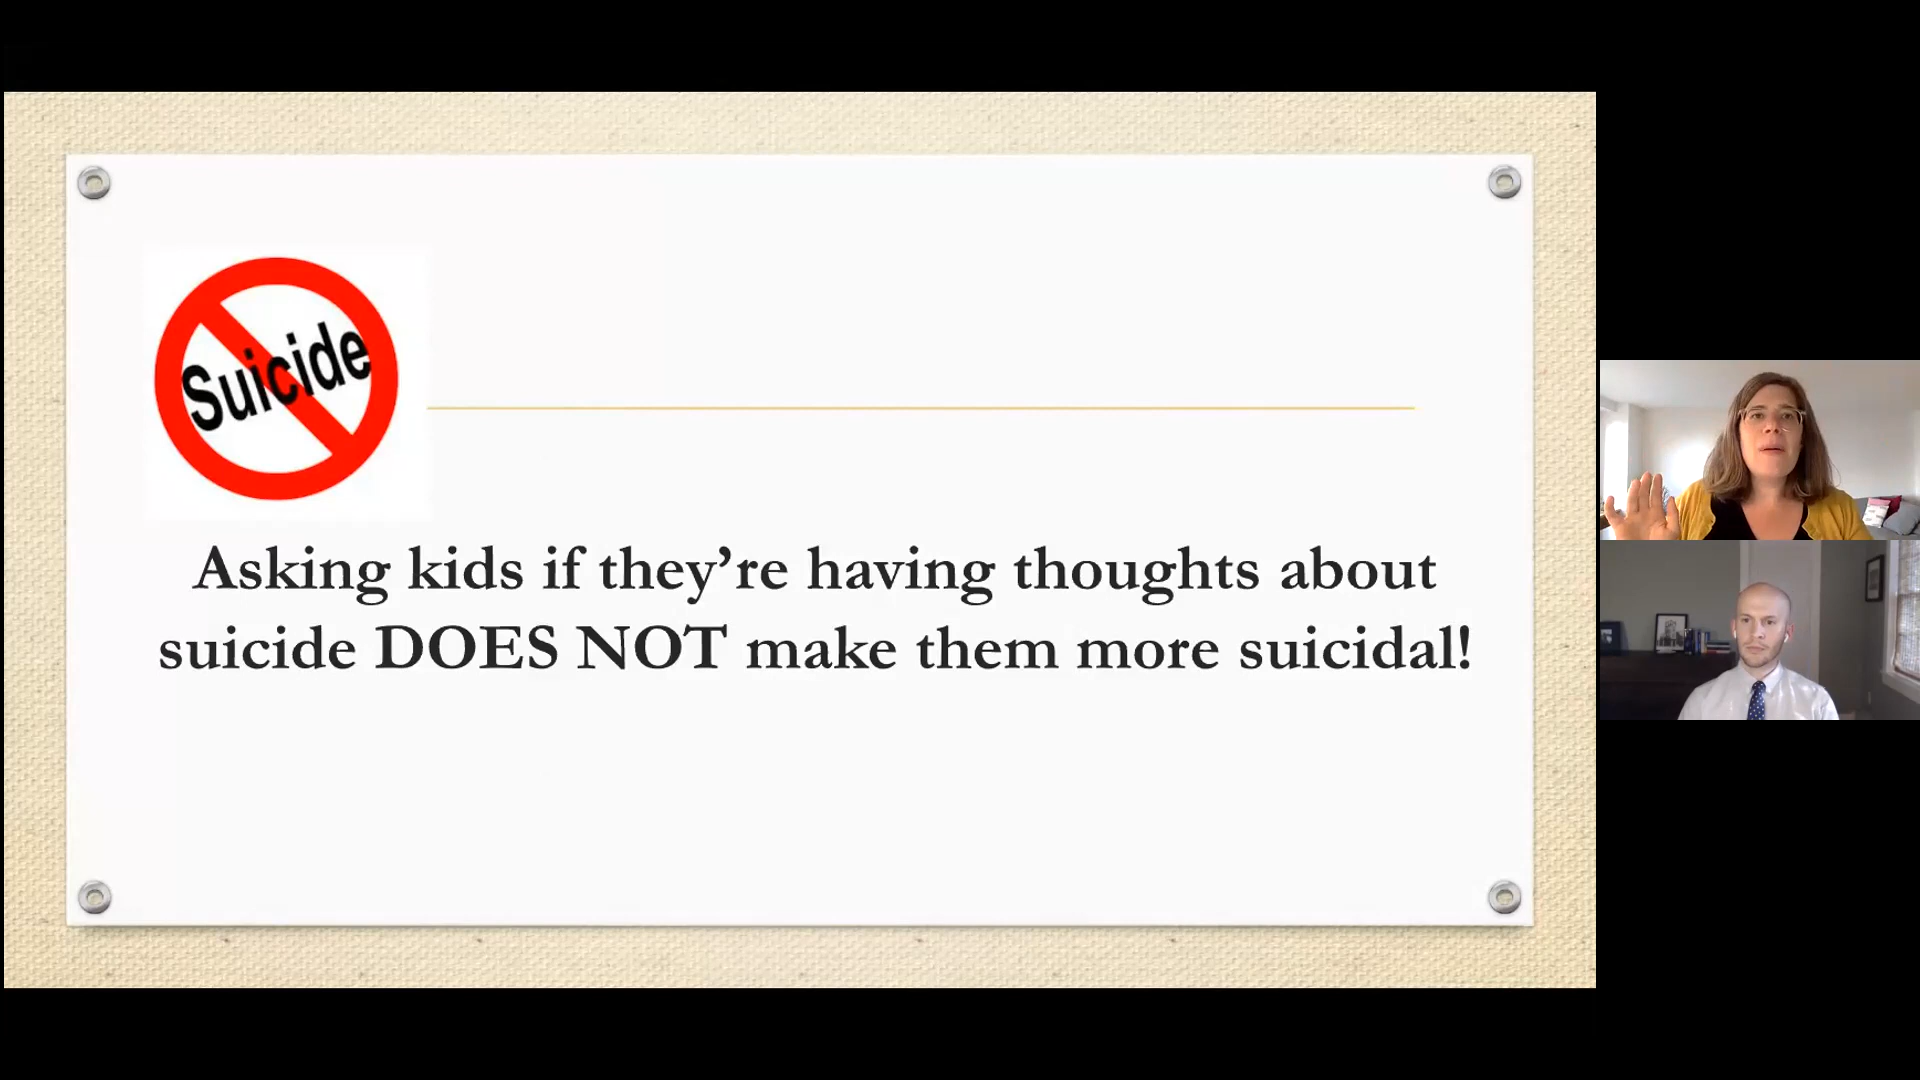 Suicide
Asking kids if they’re having thoughts about
suicide DOES NOT make them more suicidal!